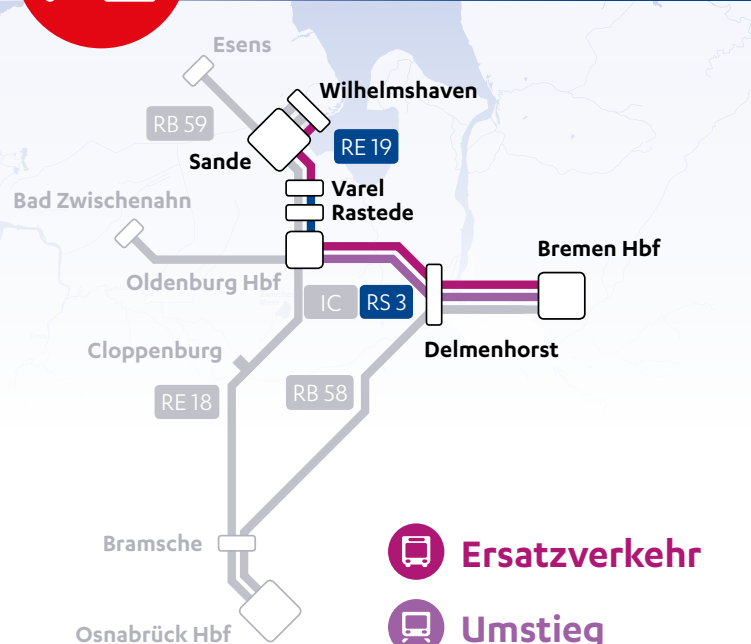 Esens
Wilhelmshaven
RB 59
RE 19
Sande
Varel
Bad Zwischenahn
Rastede
Bremen Hbf
Oldenburg Hbf
IC
RS 3
Cloppenburg
Delmenhorst
RE 18
RB 58
Bramsche
Ersatzverkehr
Osnabrück Hbf
Umstieg